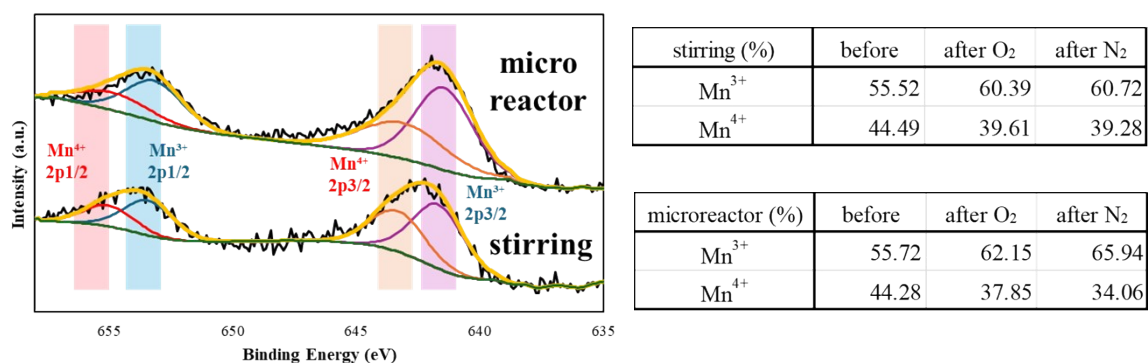 micro
reactor
Mn⁴⁺
2p1/2
Mn³⁺
2p1/2
Mn⁴⁺
2p3/2
Mn³⁺
2p3/2
stirring
Intensity (a.u.)
655 650 645 640 635
Binding Energy (eV)
stirring (%) before after O₂ after N₂
Mn³⁺ 55.52 60.39 60.72
Mn⁴⁺ 44.49 39.61 39.28
microreactor (%) before after O₂ after N₂
Mn³⁺ 55.72 62.15 65.94
Mn⁴⁺ 44.28 37.85 34.06